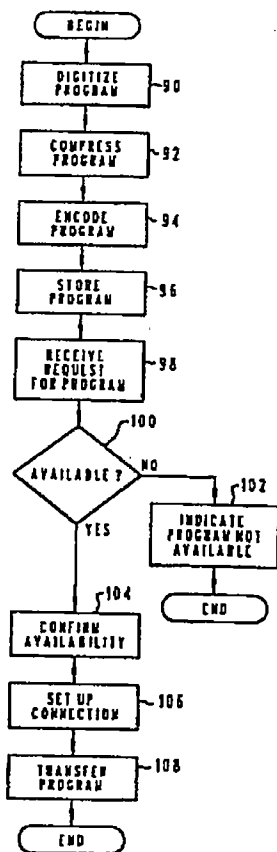 BEGIN
DIGITIZE
PROGRAM
90
COMPRESS
PROGRAM
92
ENCODE
PROGRAM
94
STORE
PROGRAM
96
RECEIVE
REQUEST
FOR PROGRAM
98
100
AVAILABLE?
NO
YES
102
INDICATE
PROGRAM NOT
AVAILABLE
END
104
CONFIRM
AVAILABILITY
SET UP
CONNECTION
106
TRANSFER
PROGRAM
108
END